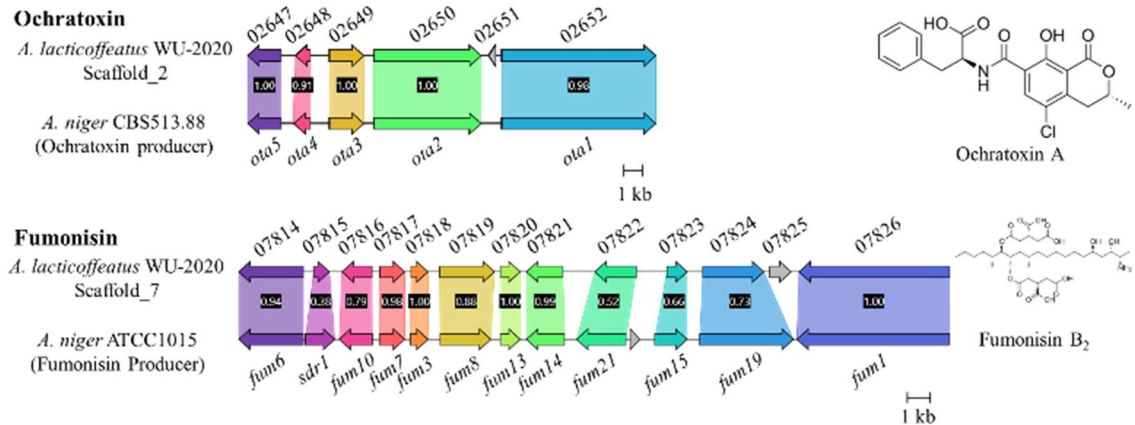 Ochratoxin
02647 02648 02649 02650 02651 02652
A. lacticoffeatus WU-2020
Scaffold_2
1.00 0.91 1.00 1.00 0.98
A. niger CBS513.88
(Ochratoxin producer)
ota5 ota4 ota3 ota2 ota1
1 kb
HO O O OH O
N
H
O
Cl
Ochratoxin A
Fumonisin
07814 07815 07816 07817 07818 07819 07820 07821 07822 07823 07824 07825 07826
A. lacticoffeatus WU-2020
Scaffold_7
0.94 0.38 0.79 0.98 1.00 0.88 1.00 0.99 0.52 0.66 0.73 1.00
A. niger ATCC1015
(Fumonisin Producer)
fum6 sdr1 fum10 fum7 fum3 fum8 fum13 fum14 fum21 fum15 fum19 fum1
1 kb
Fumonisin B₂